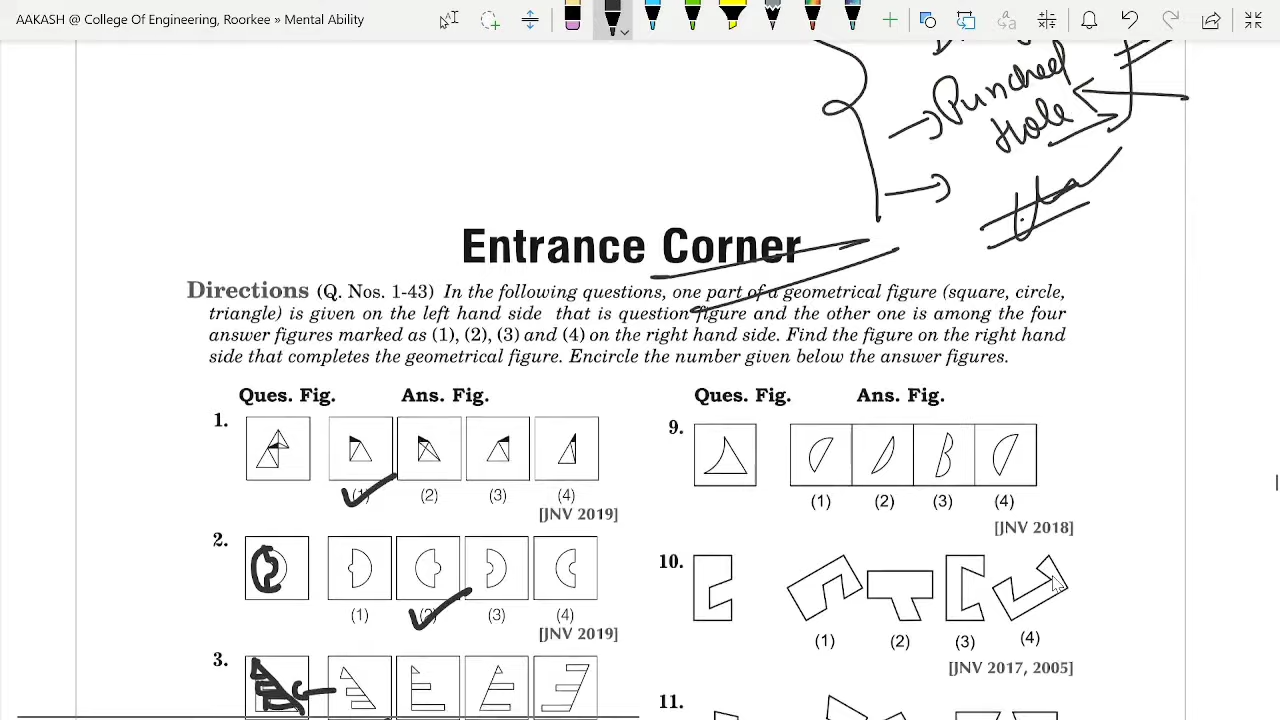 AAKASH @ College Of Engineering, Roorkee » Mental Ability
Puncheel
Hole
Entrance Corner
Directions (Q. Nos. 1-43) In the following questions, one part of a geometrical figure (square, circle,
triangle) is given on the left hand side that is question figure and the other one is among the four
answer figures marked as (1), (2), (3) and (4) on the right hand side. Find the figure on the right hand
side that completes the geometrical figure. Encircle the number given below the answer figures.
Ques. Fig. Ans. Fig.
1.
(1) (2) (3) (4)
[JNV 2019]
2.
(1) (2) (3) (4)
[JNV 2019]
3.
Ques. Fig. Ans. Fig.
9.
(1) (2) (3) (4)
[JNV 2018]
10.
(1) (2) (3) (4)
[JNV 2017, 2005]
11.